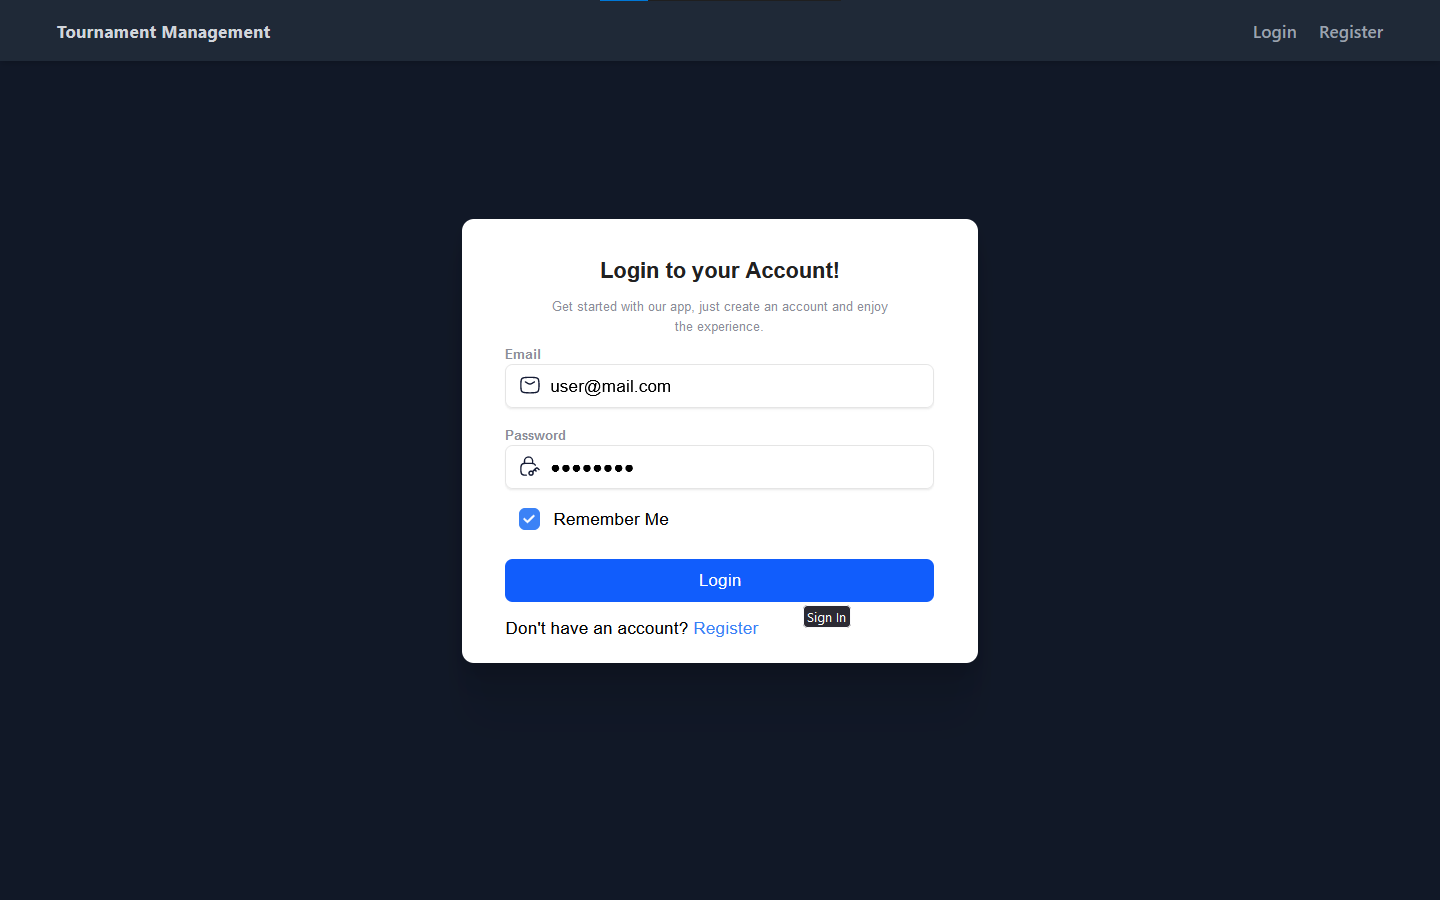 Tournament Management
Login
Register
Login to your Account!
Get started with our app, just create an account and enjoy
the experience.
Email
user@mail.com
Password
••••••••
Remember Me
Login
Sign In
Don't have an account? Register